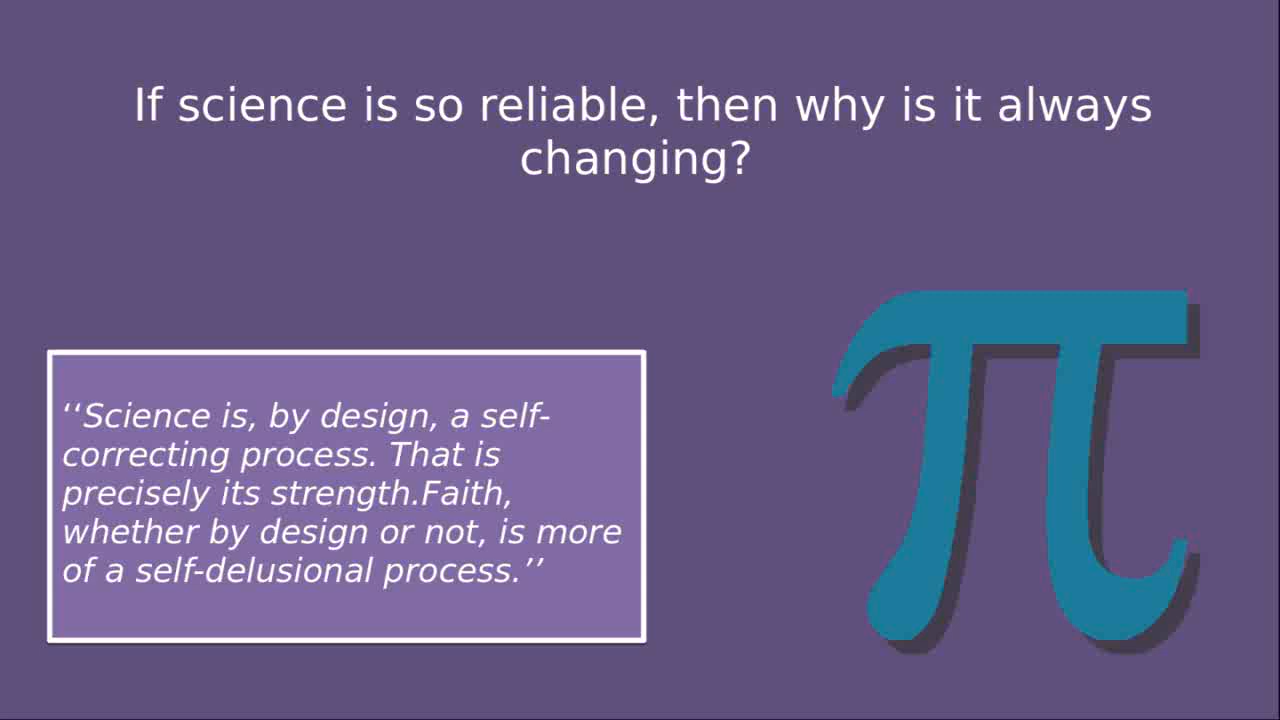 If science is so reliable, then why is it always
changing?
‘‘Science is, by design, a self-
correcting process. That is
precisely its strength.Faith,
whether by design or not, is more
of a self-delusional process.’’
π